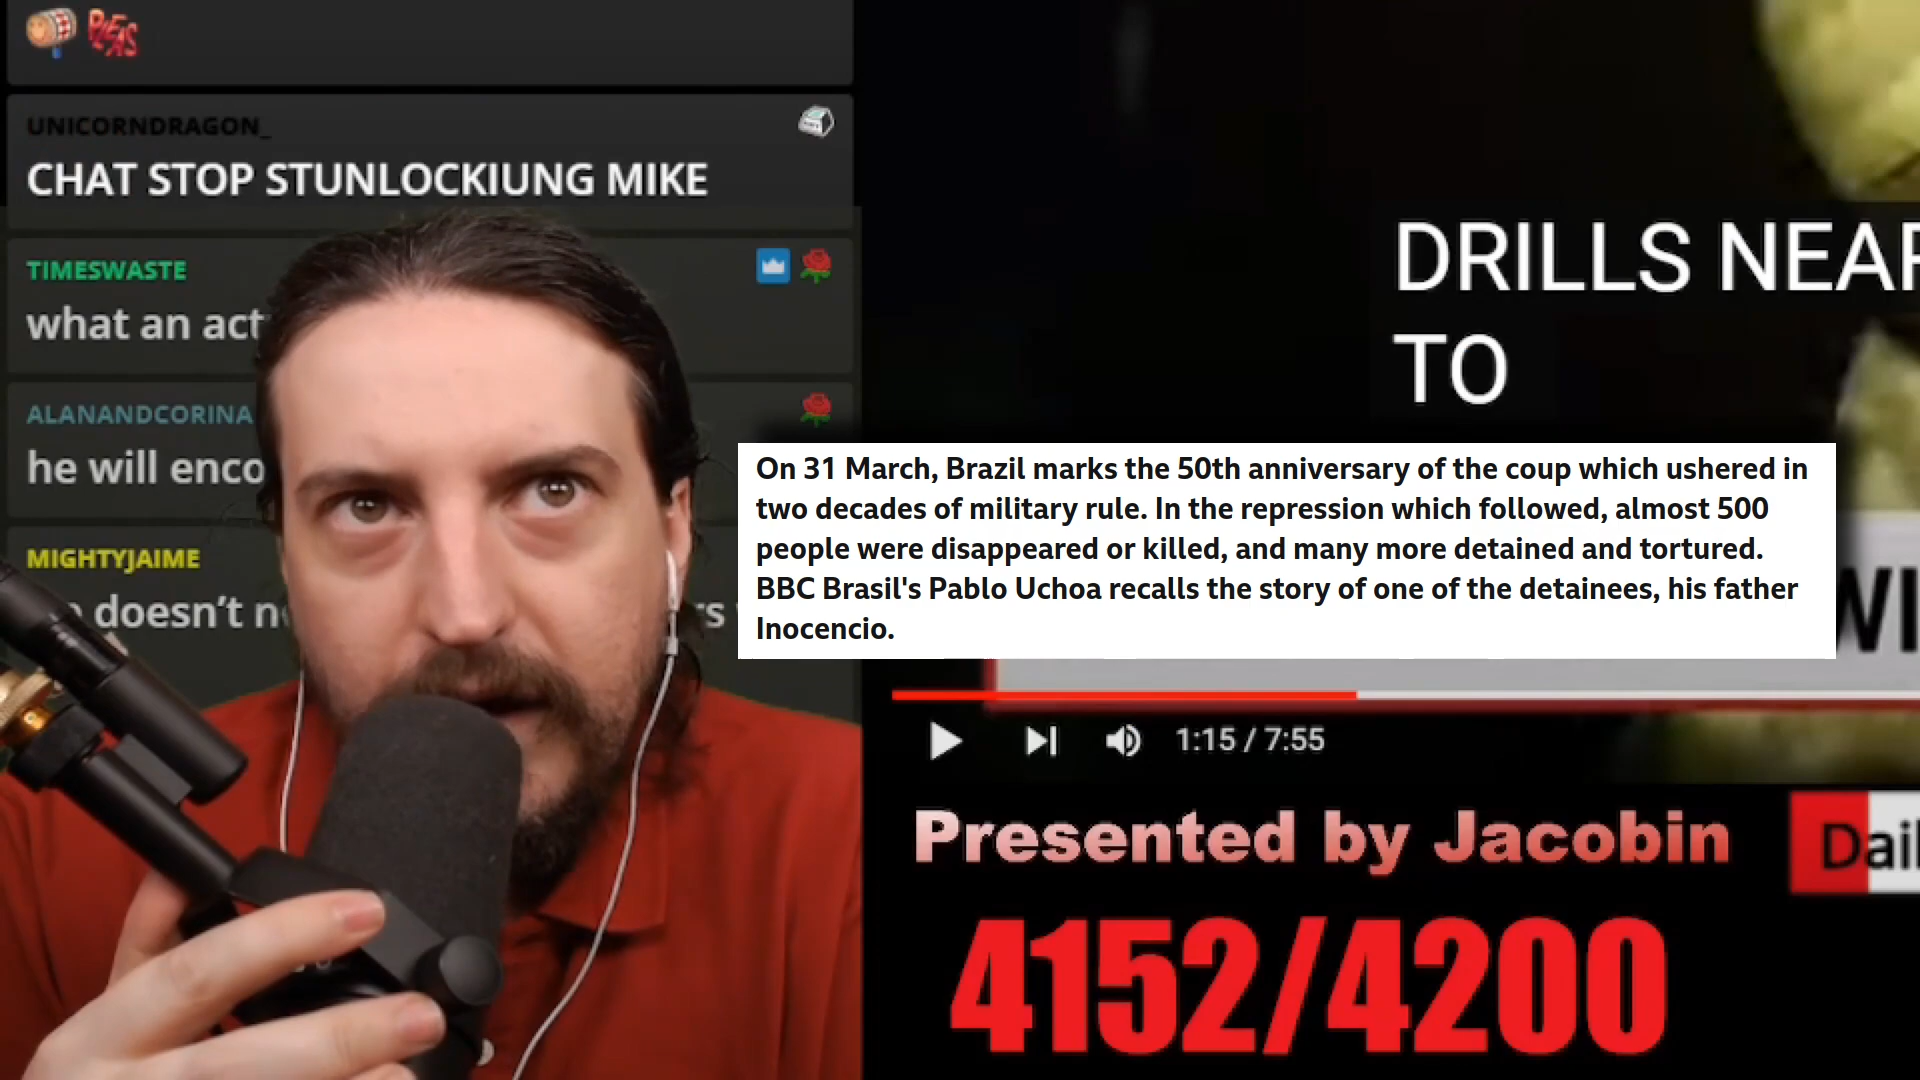 PLEAS
UNICORNDRAGON_
CHAT STOP STUNLOCKIUNG MIKE
TIMESWASTE
what an act
ALANANDCORINA
he will enco
MIGHTYJAIME
doesn't
DRILLS NEAR
TO
On 31 March, Brazil marks the 50th anniversary of the coup which ushered in
two decades of military rule. In the repression which followed, almost 500
people were disappeared or killed, and many more detained and tortured.
BBC Brasil's Pablo Uchoa recalls the story of one of the detainees, his father
Inocencio.
WI
1:15 / 7:55
Presented by Jacobin
Dail
4152/4200